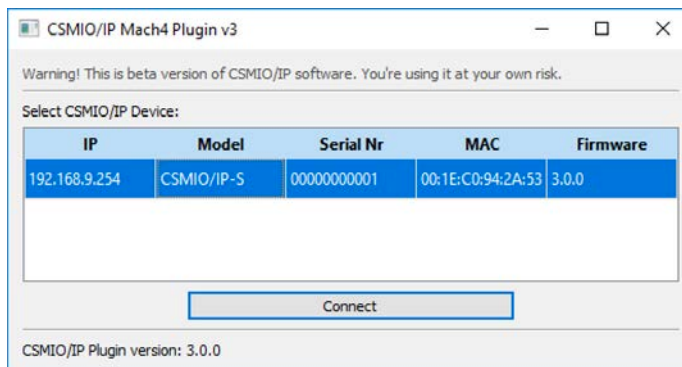 CSMIO/IP Mach4 Plugin v3
Warning! This is beta version of CSMIO/IP software. You're using it at your own risk.
Select CSMIO/IP Device:
IP Model Serial Nr MAC Firmware
192.168.9.254 CSMIO/IP-S 00000000001 00:1E:C0:94:2A:53 3.0.0
Connect
CSMIO/IP Plugin version: 3.0.0